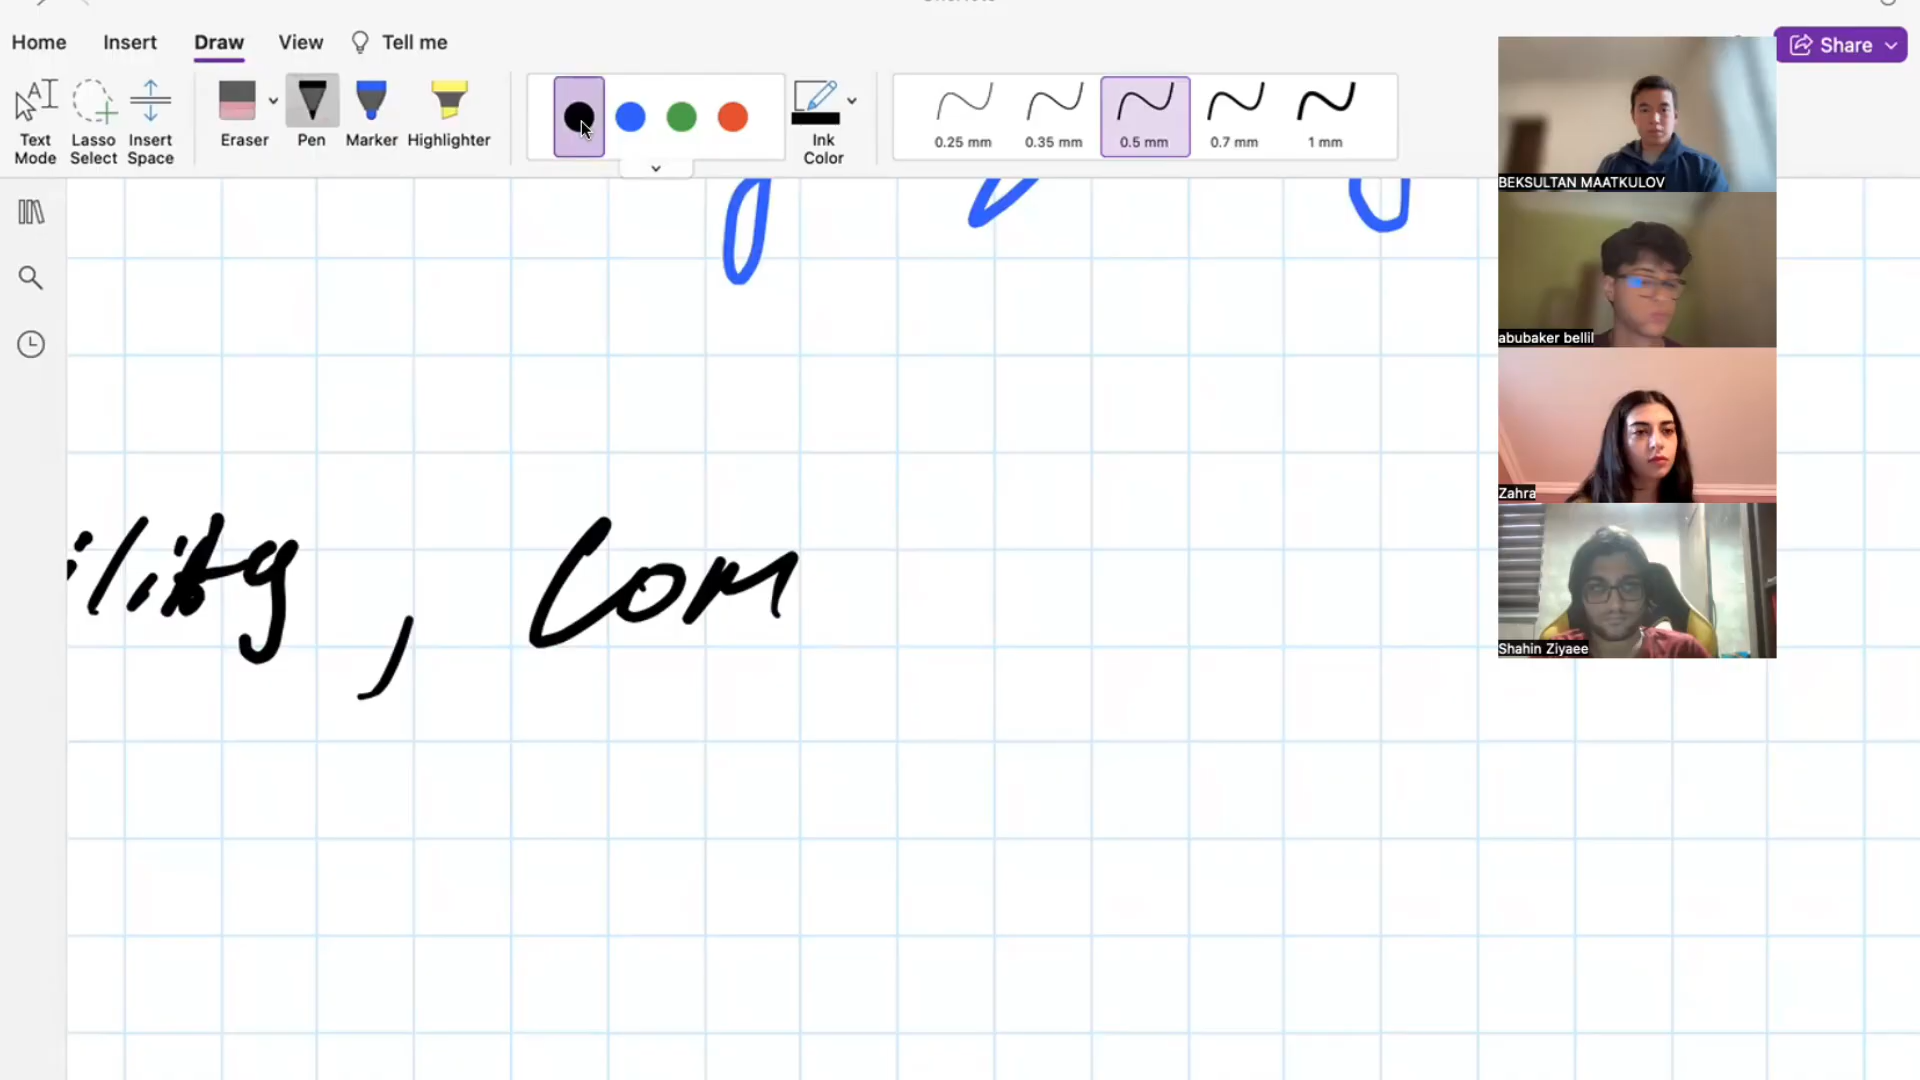 Home Insert Draw View Tell me
Share
Text Mode
Lasso Select
Insert Space
Eraser
Pen
Marker
Highlighter
Ink Color
0.25 mm
0.35 mm
0.5 mm
0.7 mm
1 mm
BEKSULTAN MAATKULOV
abubaker bellil
Zahra
Shahin Ziyaee
ility , Com